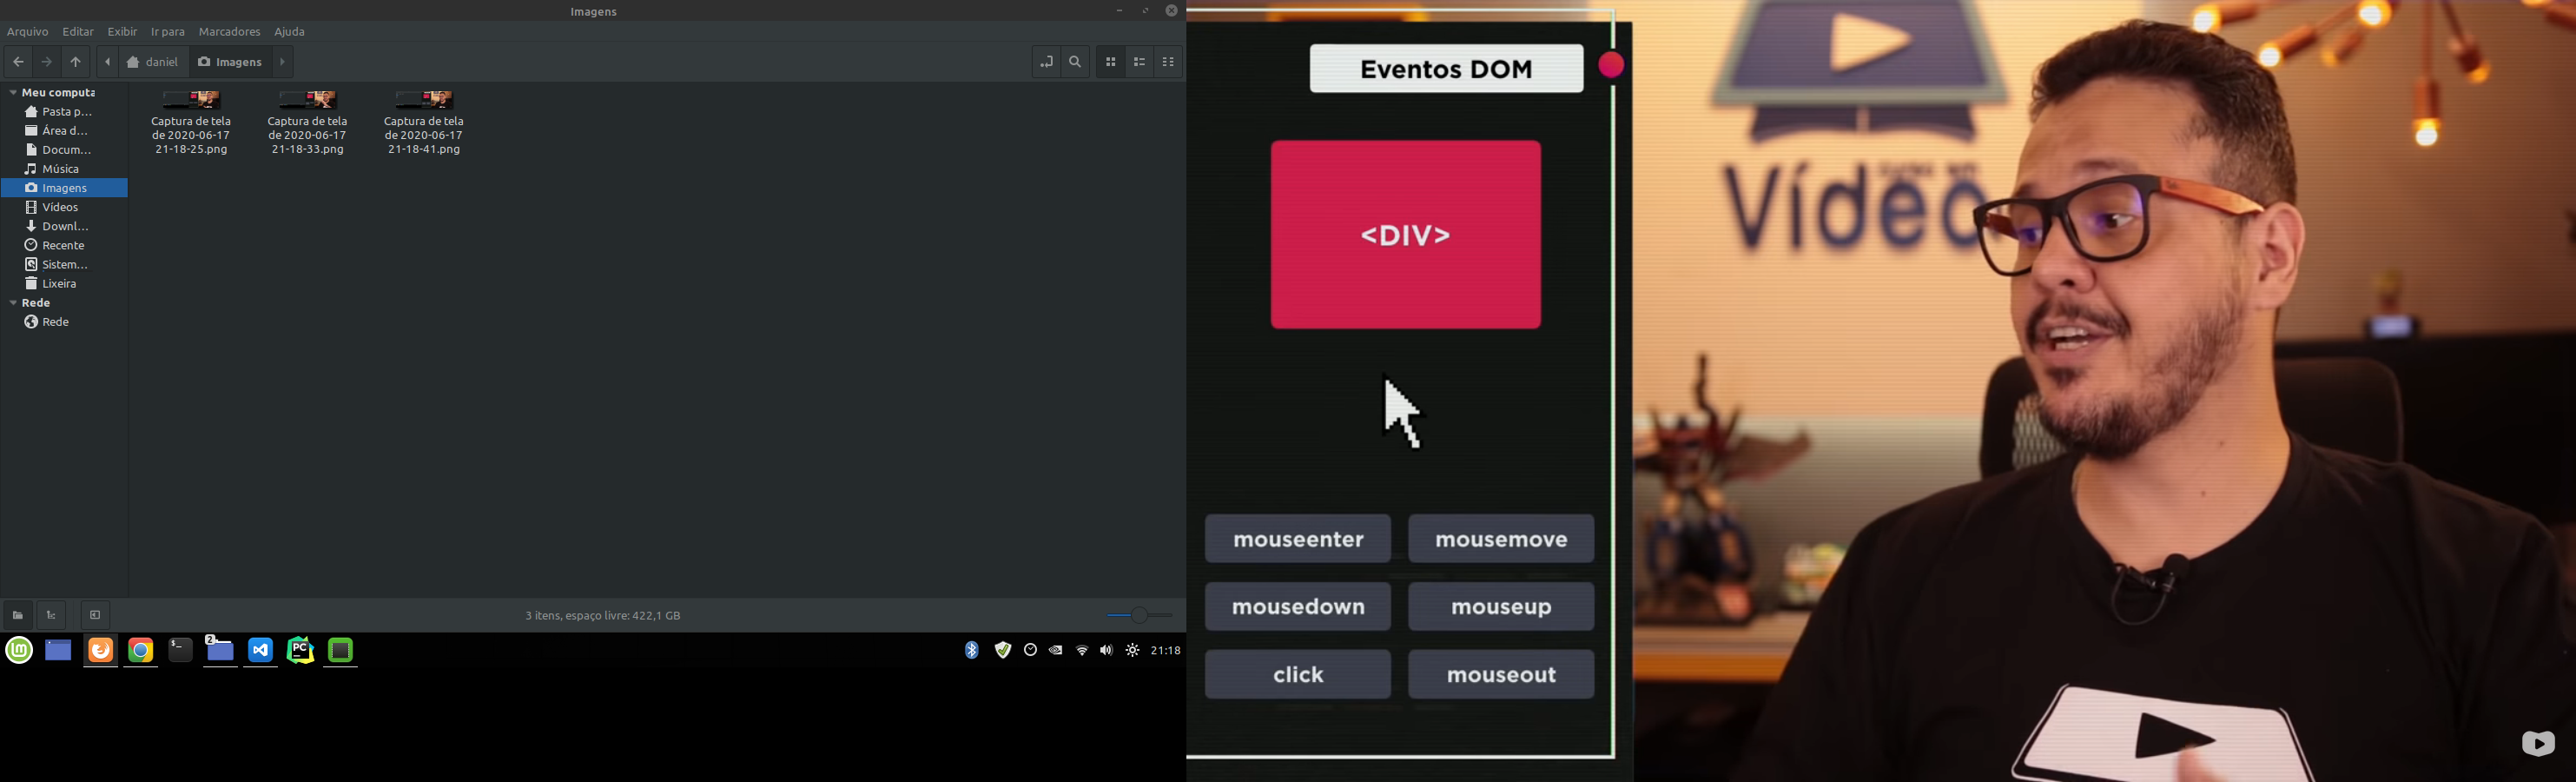 Imagens
Arquivo Editar Exibir Ir para Marcadores Ajuda
daniel Imagens
Meu computa
Pasta p...
Área d...
Docum...
Música
Imagens
Vídeos
Downl...
Recente
Sistem...
Lixeira
Rede
Rede
Captura de tela
de 2020-06-17
21-18-25.png
Captura de tela
de 2020-06-17
21-18-33.png
Captura de tela
de 2020-06-17
21-18-41.png
3 itens, espaço livre: 422,1 GB
2
PC
21:18
Eventos DOM
<DIV>
mouseenter
mousemove
mousedown
mouseup
click
mouseout
Vídeo